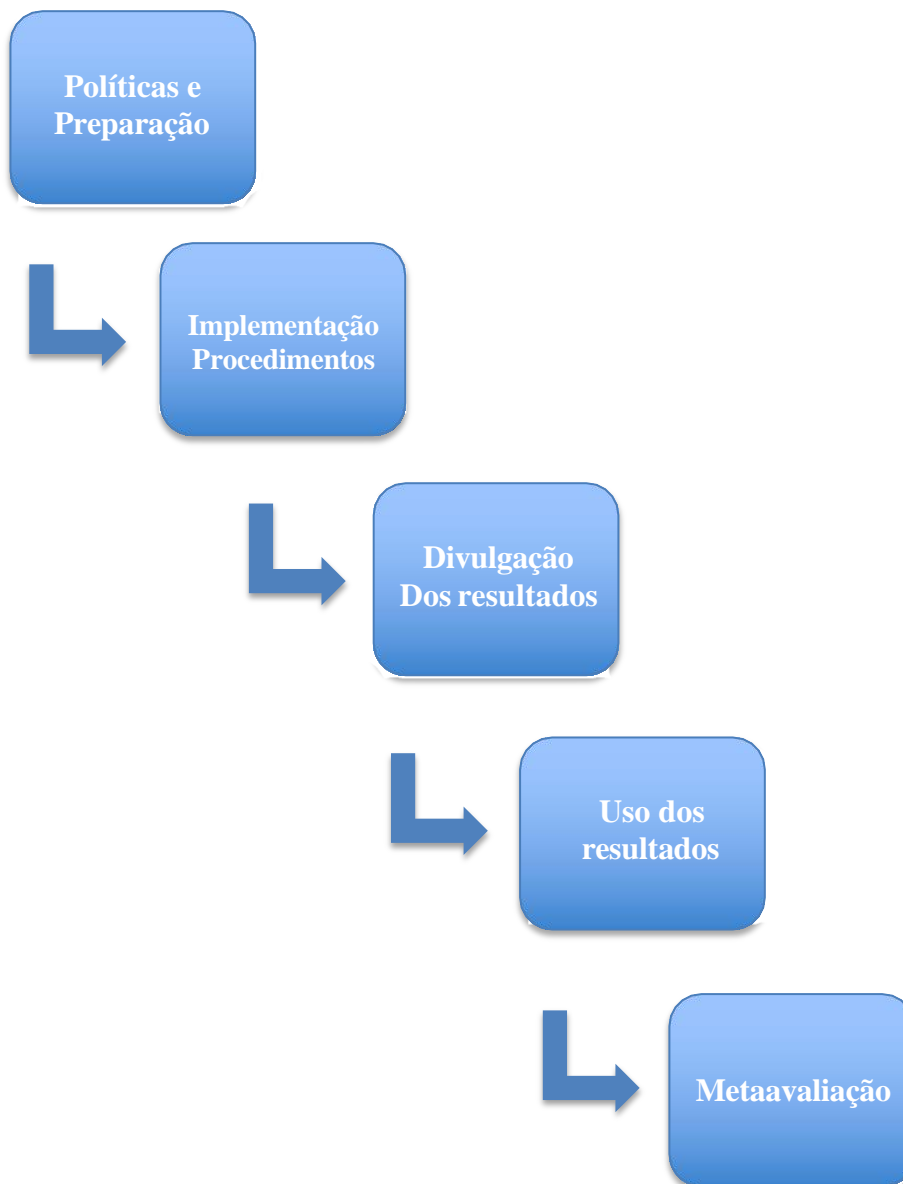 Políticas e
Preparação
Implementação
Procedimentos
Divulgação
Dos resultados
Uso dos
resultados
Metaavaliação